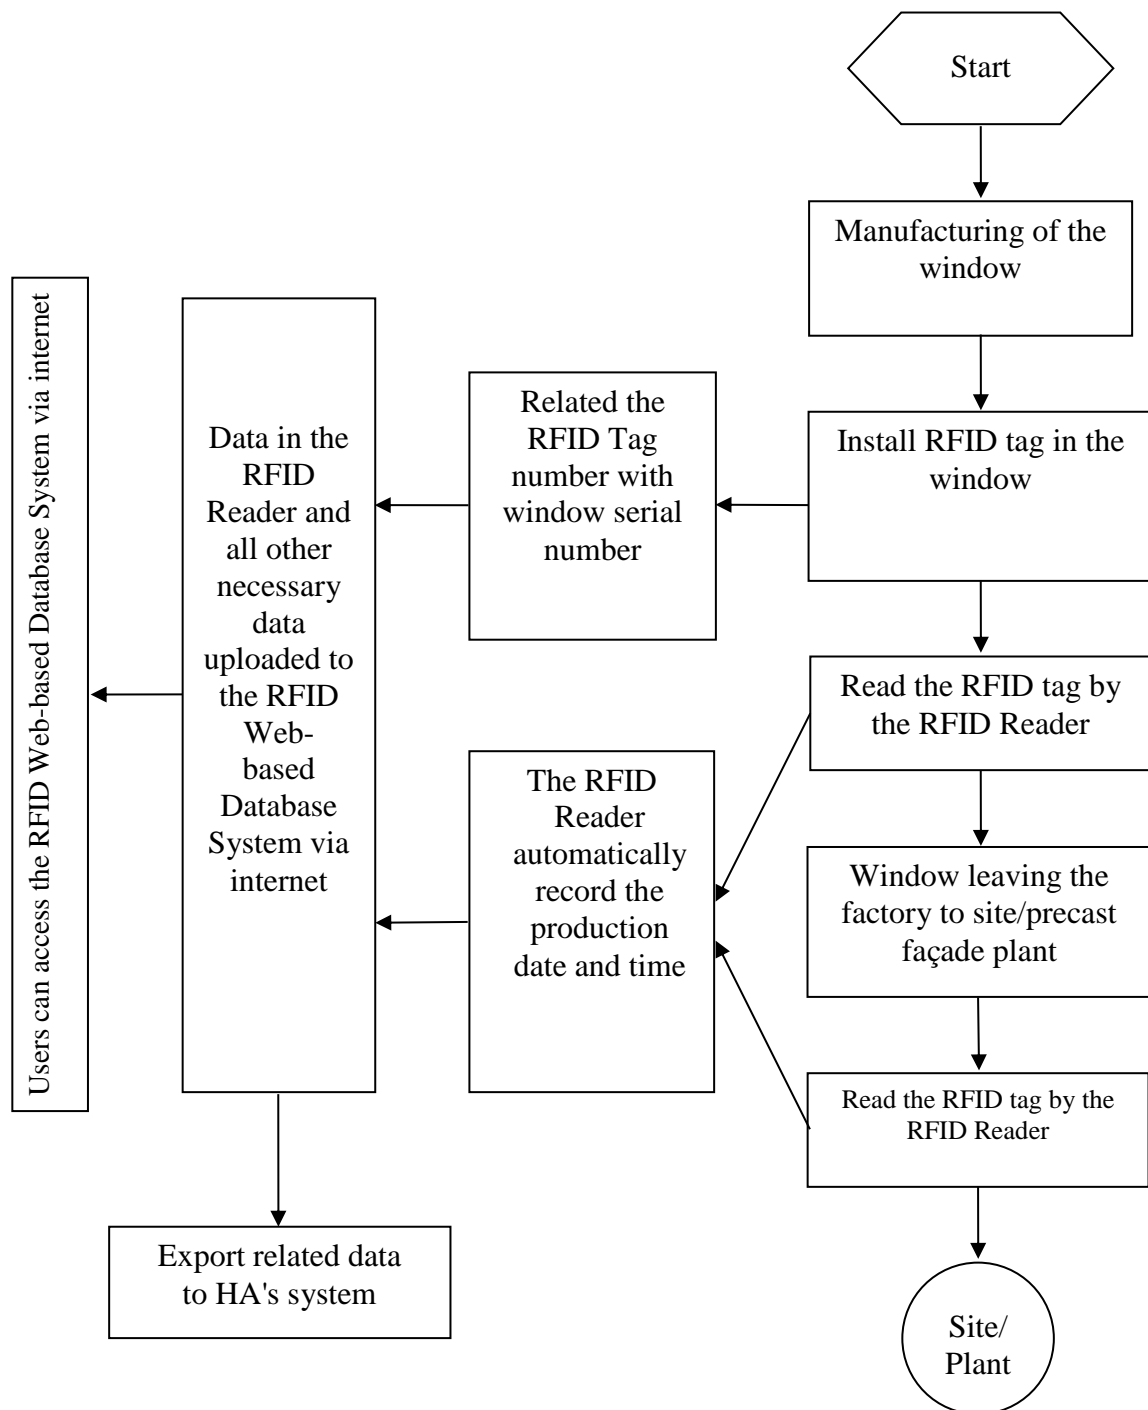 Start
Manufacturing of the
window
Install RFID tag in the
window
Related the
RFID Tag
number with
window serial
number
Data in the
RFID
Reader and
all other
necessary
data
uploaded to
the RFID
Web-
based
Database
System via
internet
Users can access the RFID Web-based Database System via internet
Read the RFID tag by
the RFID Reader
The RFID
Reader
automatically
record the
production
date and time
Window leaving the
factory to site/precast
façade plant
Read the RFID tag by the
RFID Reader
Export related data
to HA's system
Site/
Plant